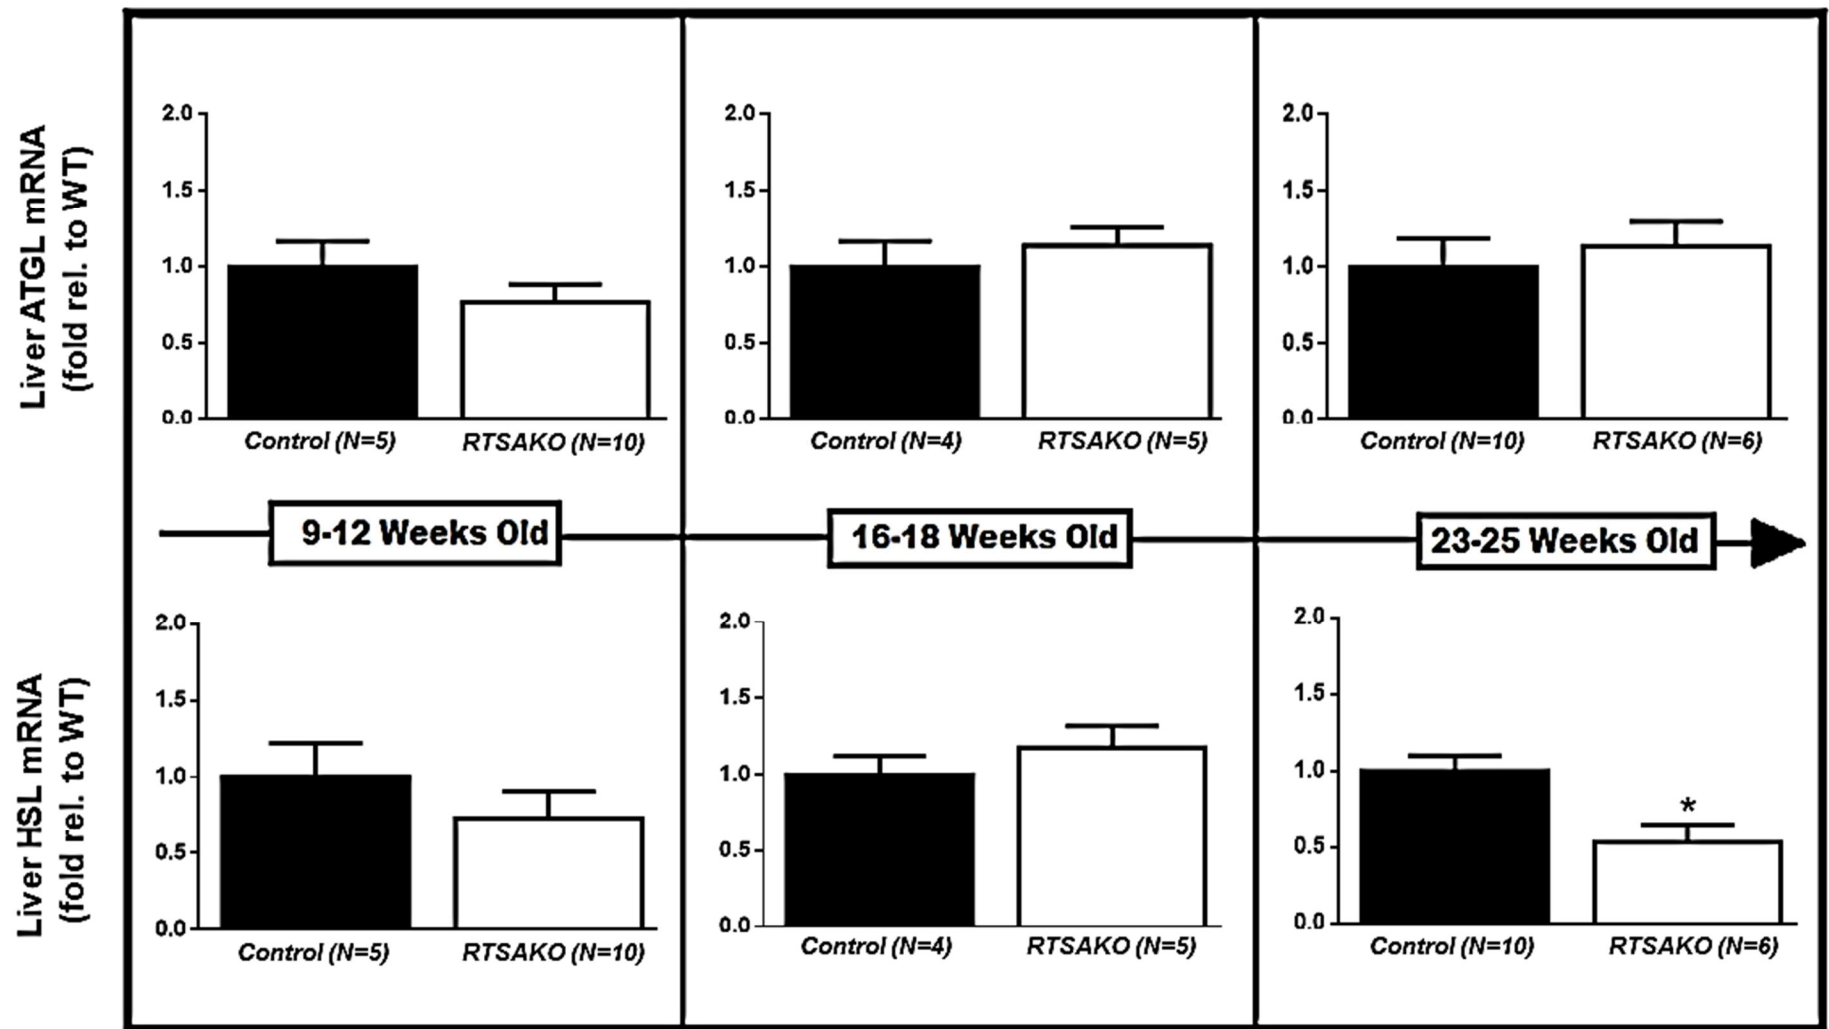 Liver ATGL mRNA
(fold rel. to WT)
2.0
1.5
1.0
0.5
0.0
Control (N=5) RTSAKO (N=10)
2.0
1.5
1.0
0.5
0.0
Control (N=4) RTSAKO (N=5)
2.0
1.5
1.0
0.5
0.0
Control (N=10) RTSAKO (N=6)
9-12 Weeks Old
16-18 Weeks Old
23-25 Weeks Old
Liver HSL mRNA
(fold rel. to WT)
2.0
1.5
1.0
0.5
0.0
Control (N=5) RTSAKO (N=10)
2.0
1.5
1.0
0.5
0.0
Control (N=4) RTSAKO (N=5)
2.0
1.5
1.0
0.5
0.0
*
Control (N=10) RTSAKO (N=6)